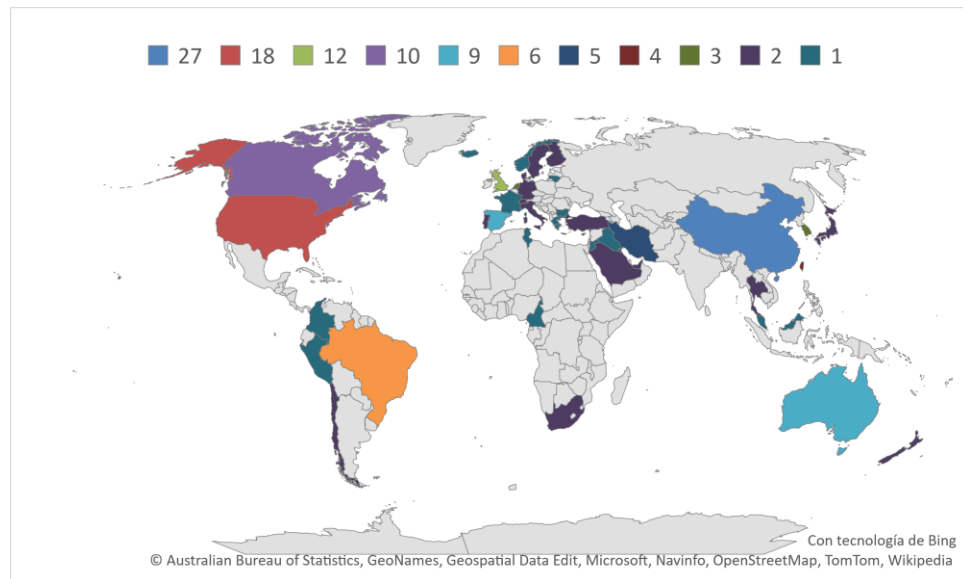 27 18 12 10 9 6 5 4 3 2 1
Con tecnología de Bing
© Australian Bureau of Statistics, GeoNames, Geospatial Data Edit, Microsoft, Navinfo, OpenStreetMap, TomTom, Wikipedia